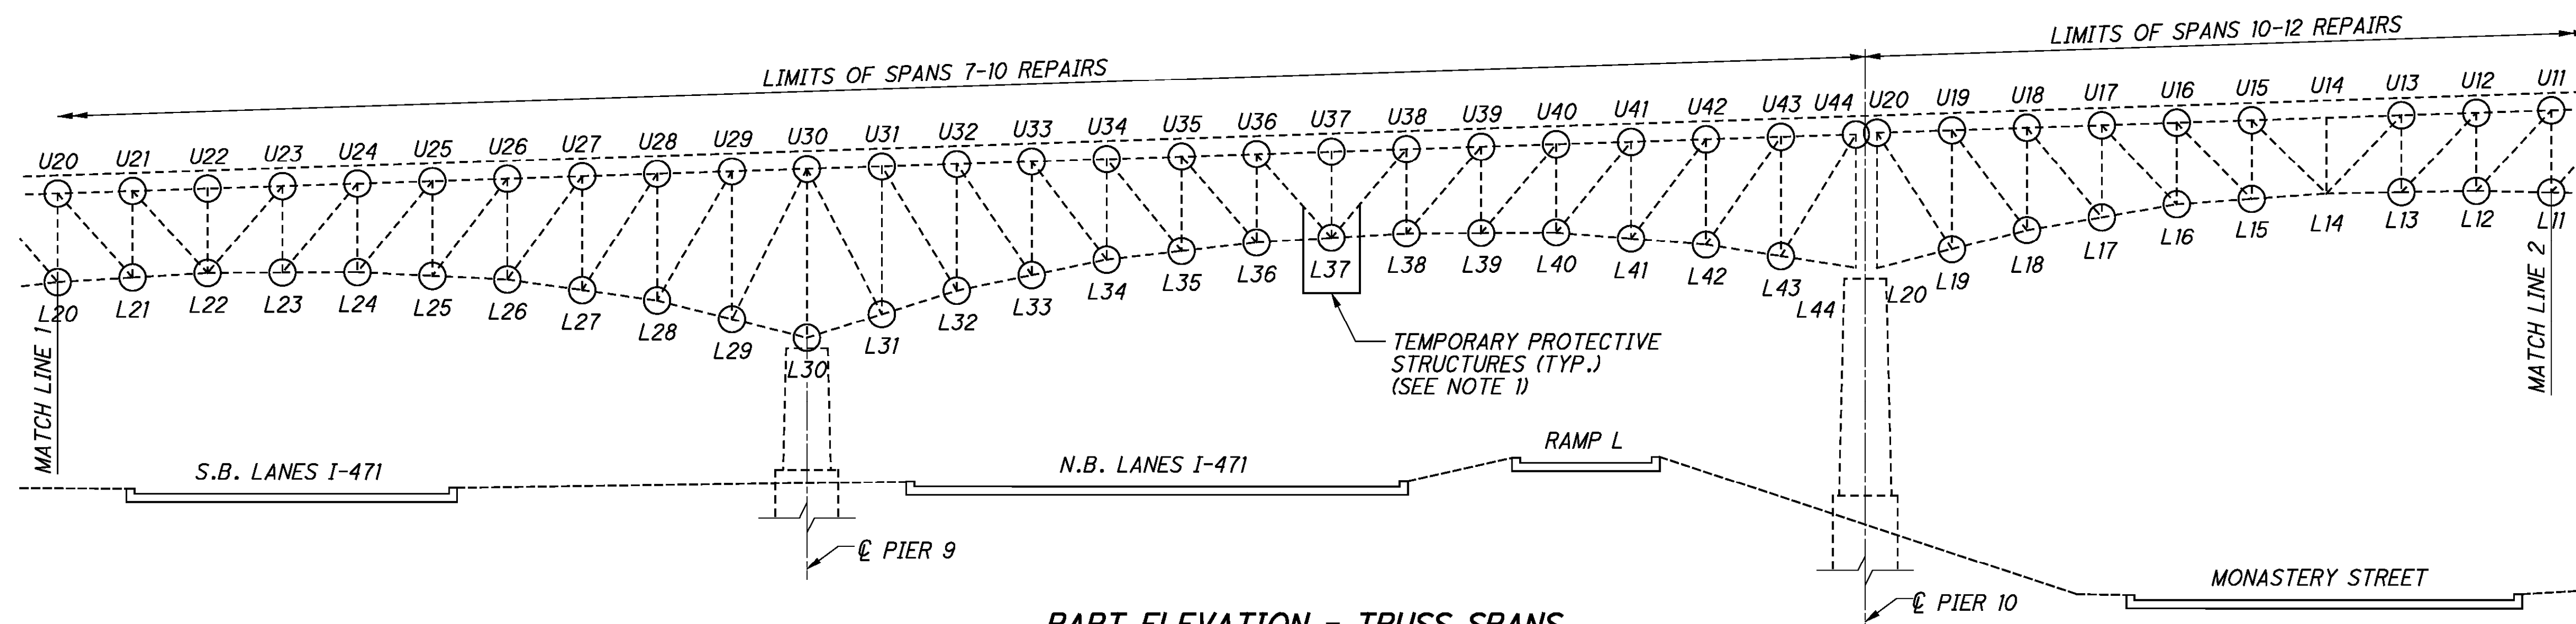 LIMITS OF SPANS 7-10 REPAIRS
LIMITS OF SPANS 10-12 REPAIRS
U20 U21 U22 U23 U24 U25 U26 U27 U28 U29 U30 U31 U32 U33 U34 U35 U36 U37 U38 U39 U40 U41 U42 U43 U44 U20 U19 U18 U17 U16 U15 U14 U13 U12 U11
L20 L21 L22 L23 L24 L25 L26 L27 L28 L29 L30 L31 L32 L33 L34 L35 L36 L37 L38 L39 L40 L41 L42 L43 L44 L20 L19 L18 L17 L16 L15 L14 L13 L12 L11
MATCH LINE 1
MATCH LINE 2
TEMPORARY PROTECTIVE
STRUCTURES (TYP.)
(SEE NOTE 1)
S.B. LANES I-471
N.B. LANES I-471
RAMP L
℄ PIER 9
MONASTERY STREET
℄ PIER 10
PART ELEVATION - TRUSS SPANS